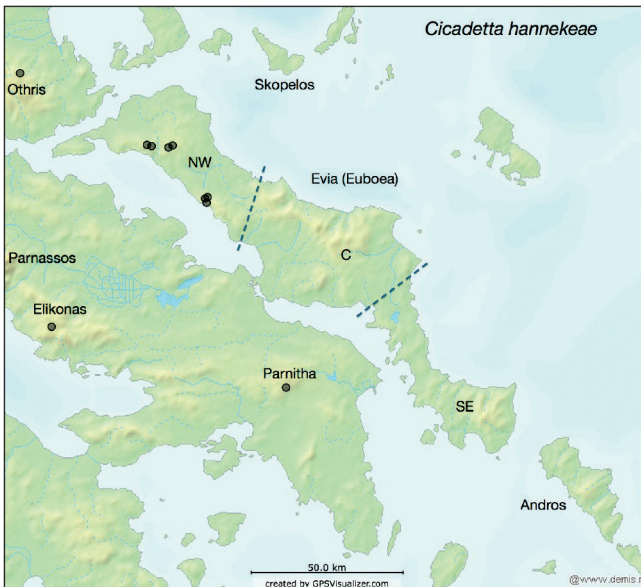 Cicadetta hannekeae
Skopelos
Othris
NW
Evia (Euboea)
C
Parnassos
Elikonas
Parnitha
SE
Andros
50.0 km
created by GPSVisualizer.com
@www.demis.